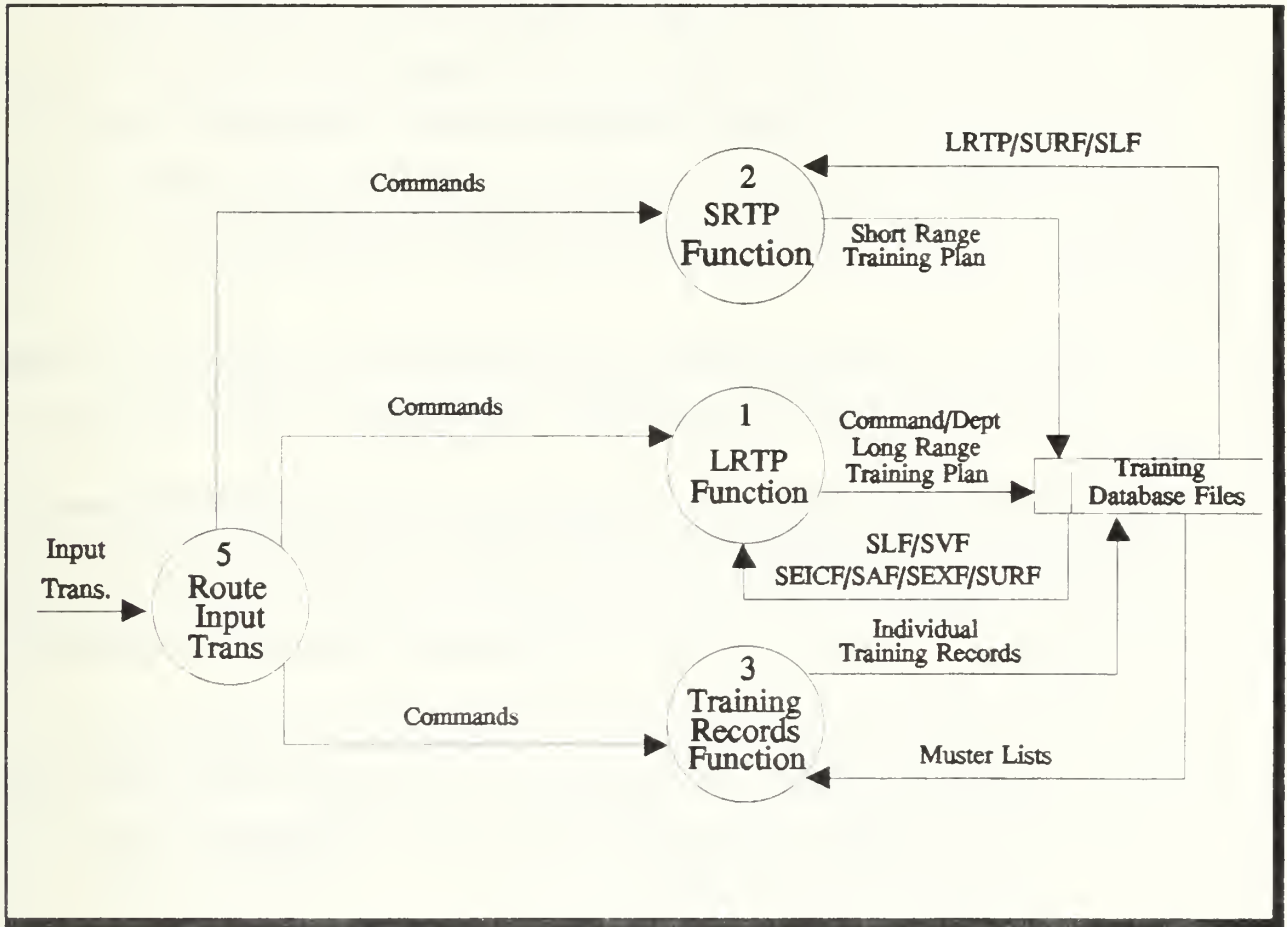 LRTP/SURF/SLF
Commands
2
SRTP
Function
Short Range
Training Plan
Commands
1
LRTP
Function
Command/Dept
Long Range
Training Plan
Training
Database Files
Input
Trans.
5
Route
Input
Trans
SLF/SVF
SEICF/SAF/SEXF/SURF
Individual
Training Records
3
Training
Records
Function
Commands
Muster Lists